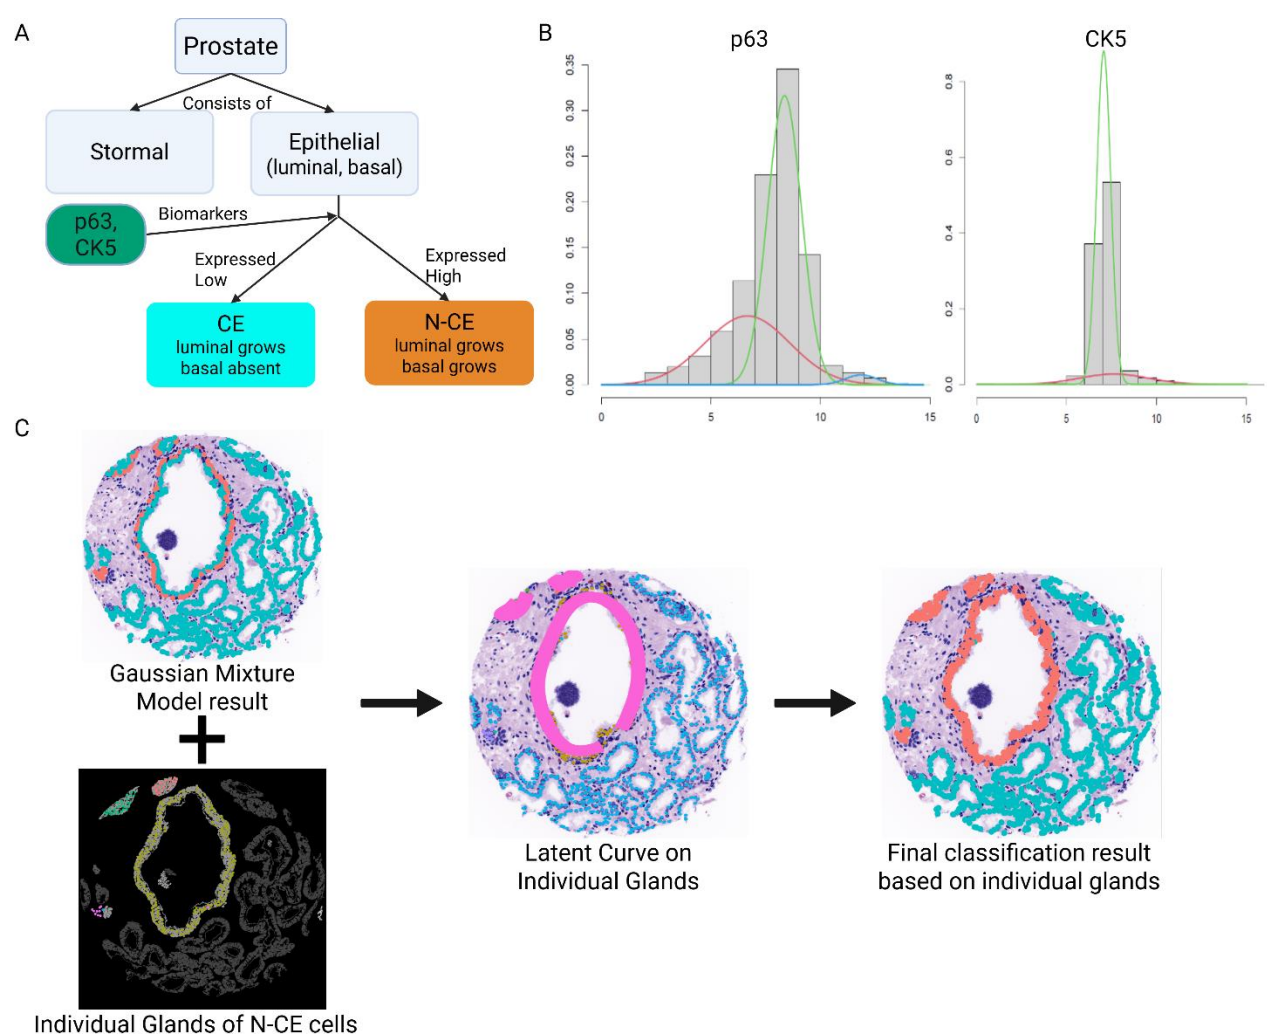 A
Prostate
Consists of
Stormal
Epithelial
(luminal, basal)
p63,
CK5
Biomarkers
Expressed
Low
Expressed
High
CE
luminal grows
basal absent
N-CE
luminal grows
basal grows
B
p63
0.35
0.30
0.25
0.20
0.15
0.10
0.05
0.00
0
5
10
15
CK5
0.8
0.6
0.4
0.2
0.0
0
5
10
15
C
Gaussian Mixture
Model result
+
Individual Glands of N-CE cells
Latent Curve on
Individual Glands
Final classification result
based on individual glands